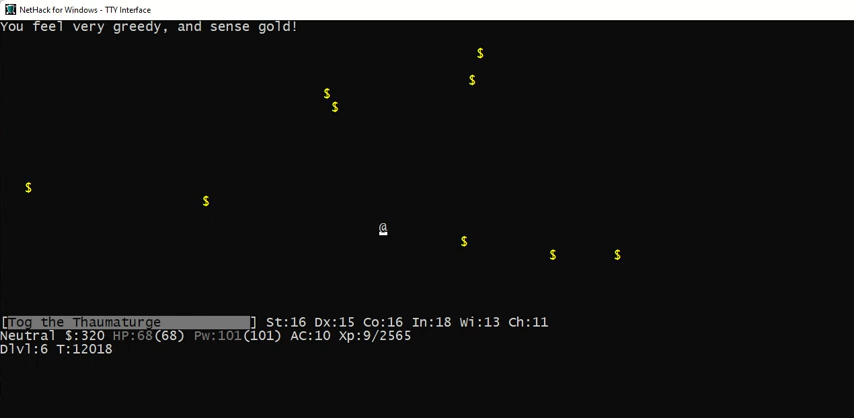 NetHack for Windows - TTY Interface
You feel very greedy, and sense gold!
$
$
$
$
$
$
@
$
$ $
[Tog the Thaumaturge ] St:16 Dx:15 Co:16 In:18 Wi:13 Ch:11
Neutral $:320 HP:68(68) Pw:101(101) AC:10 Xp:9/2565
Dlvl:6 T:12018